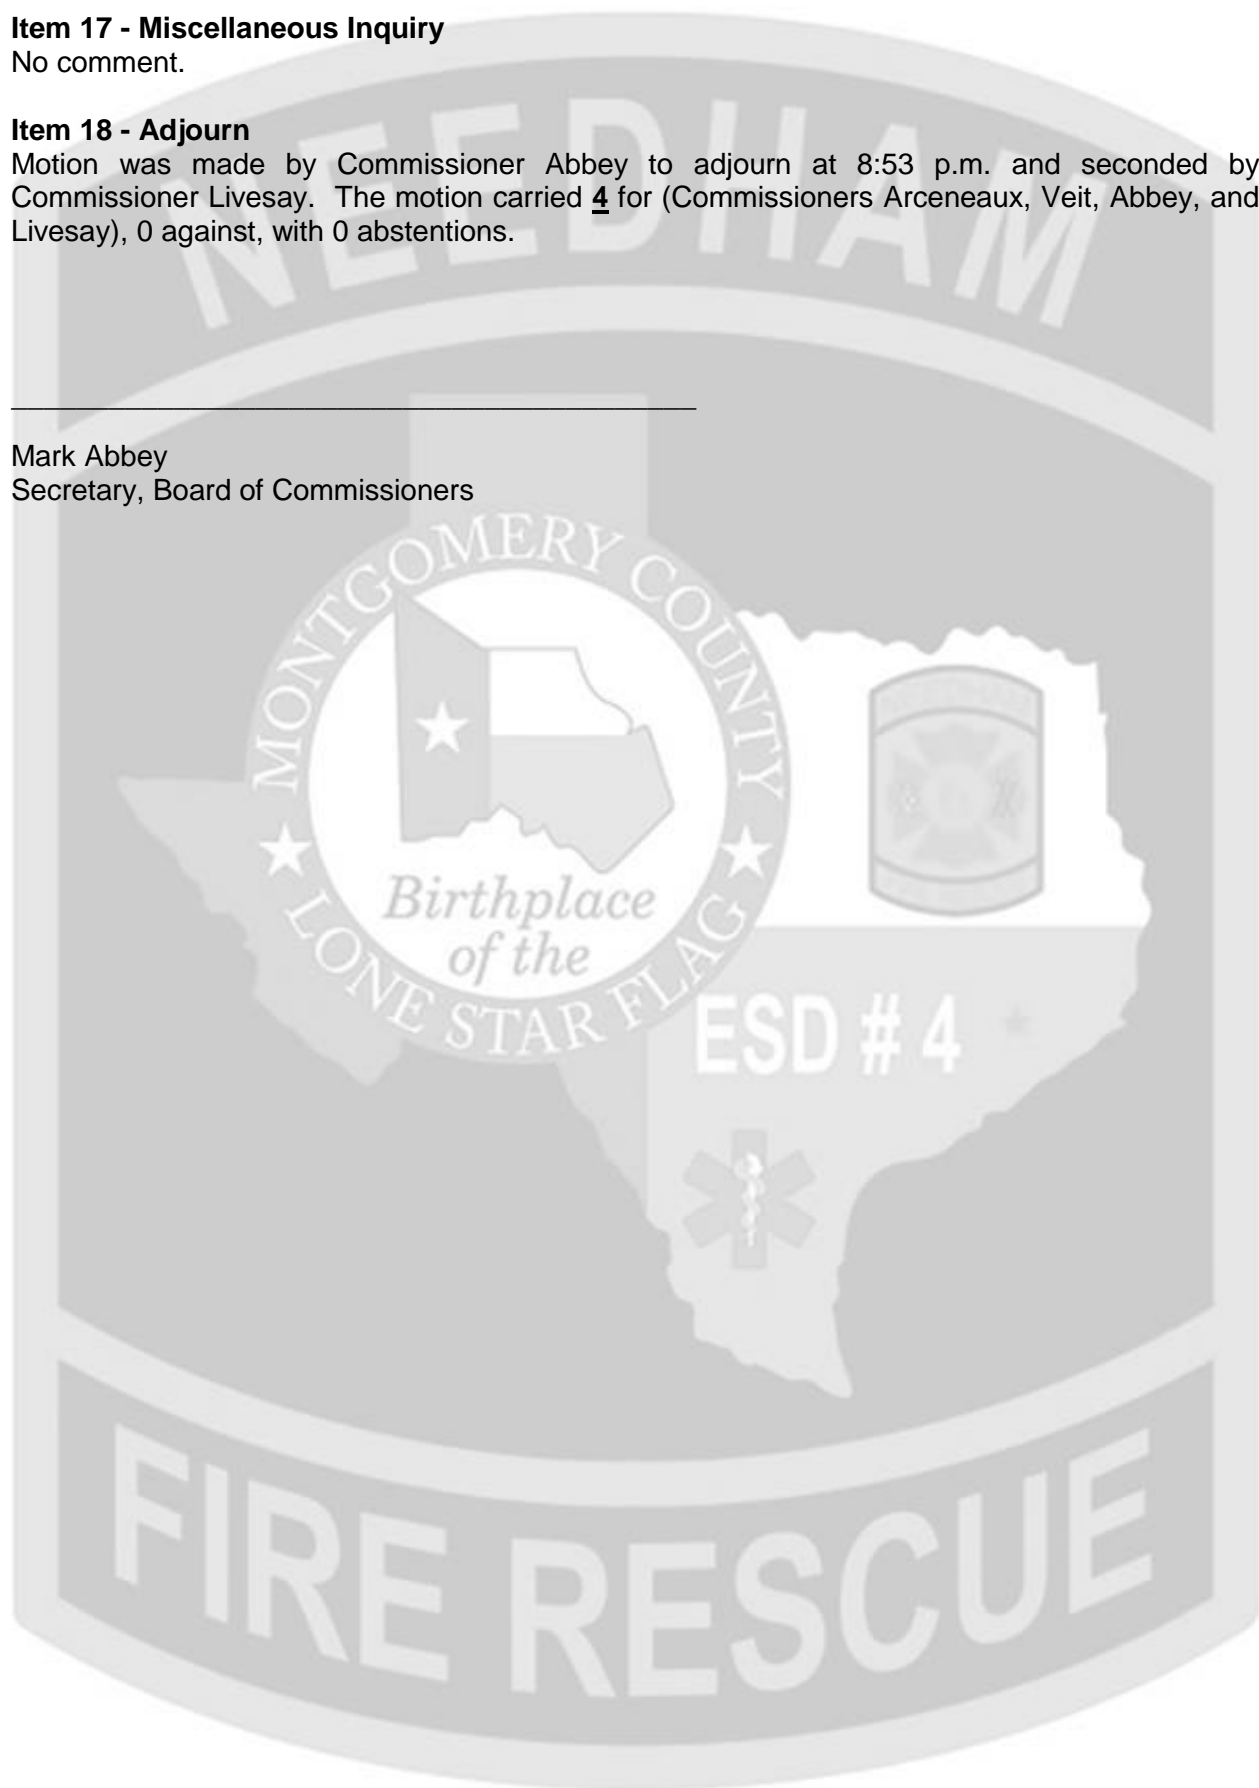 Item 17 - Miscellaneous Inquiry
No comment.
Item 18 - Adjourn
Motion was made by Commissioner Abbey to adjourn at 8:53 p.m. and seconded by
Commissioner Livesay. The motion carried 4 for (Commissioners Arceneaux, Veit, Abbey, and
Livesay), 0 against, with 0 abstentions.
NEEDHAM
Mark Abbey
Secretary, Board of Commissioners
MONTGOMERY COUNTY
Birthplace
of the
LONE STAR FLAG
ESD # 4
FIRE RESCUE